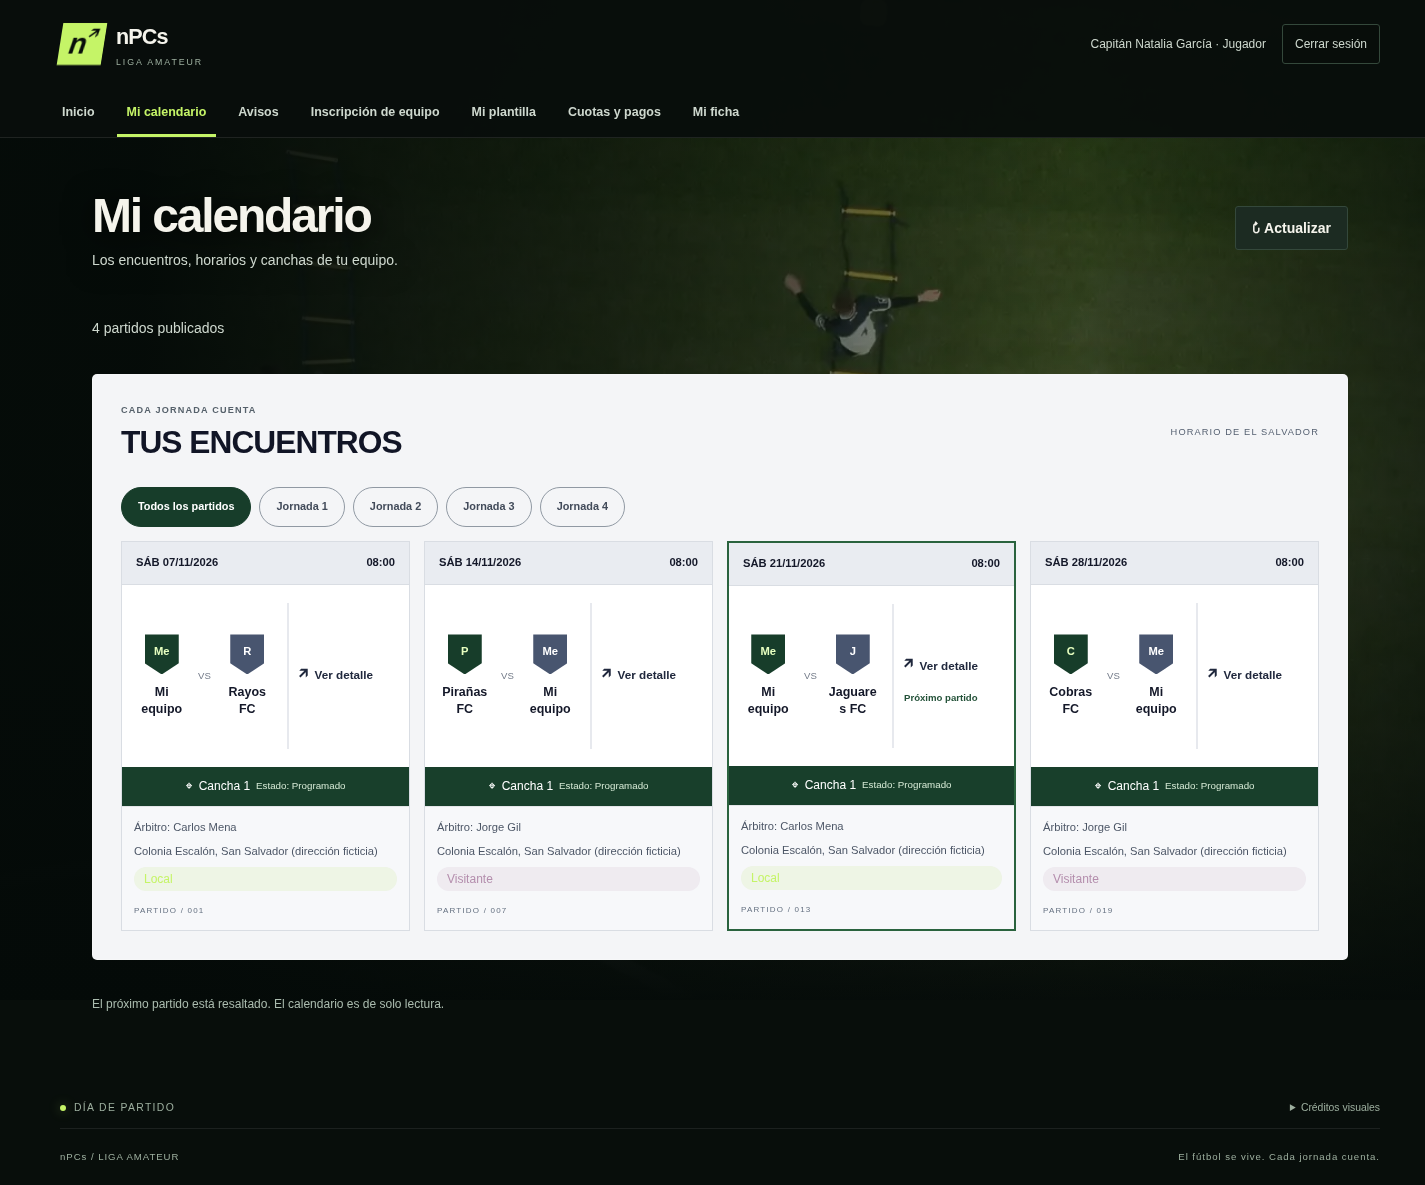 n
nPCs
LIGA AMATEUR
Capitán Natalia García · Jugador
Cerrar sesión
Inicio
Mi calendario
Avisos
Inscripción de equipo
Mi plantilla
Cuotas y pagos
Mi ficha
Mi calendario
Los encuentros, horarios y canchas de tu equipo.
↻ Actualizar
4 partidos publicados
CADA JORNADA CUENTA
TUS ENCUENTROS
HORARIO DE EL SALVADOR
Todos los partidos
Jornada 1
Jornada 2
Jornada 3
Jornada 4
SÁB 07/11/2026
08:00
Me
Mi
equipo
VS
R
Rayos
FC
Ver detalle
Cancha 1 Estado: Programado
Árbitro: Carlos Mena
Colonia Escalón, San Salvador (dirección ficticia)
Local
PARTIDO / 001
SÁB 14/11/2026
08:00
P
Pirañas
FC
VS
Me
Mi
equipo
Ver detalle
Cancha 1 Estado: Programado
Árbitro: Jorge Gil
Colonia Escalón, San Salvador (dirección ficticia)
Visitante
PARTIDO / 007
SÁB 21/11/2026
08:00
Me
Mi
equipo
VS
J
Jaguare
s FC
Ver detalle
Próximo partido
Cancha 1 Estado: Programado
Árbitro: Carlos Mena
Colonia Escalón, San Salvador (dirección ficticia)
Local
PARTIDO / 013
SÁB 28/11/2026
08:00
C
Cobras
FC
VS
Me
Mi
equipo
Ver detalle
Cancha 1 Estado: Programado
Árbitro: Jorge Gil
Colonia Escalón, San Salvador (dirección ficticia)
Visitante
PARTIDO / 019
El próximo partido está resaltado. El calendario es de solo lectura.
DÍA DE PARTIDO
Créditos visuales
nPCs / LIGA AMATEUR
El fútbol se vive. Cada jornada cuenta.